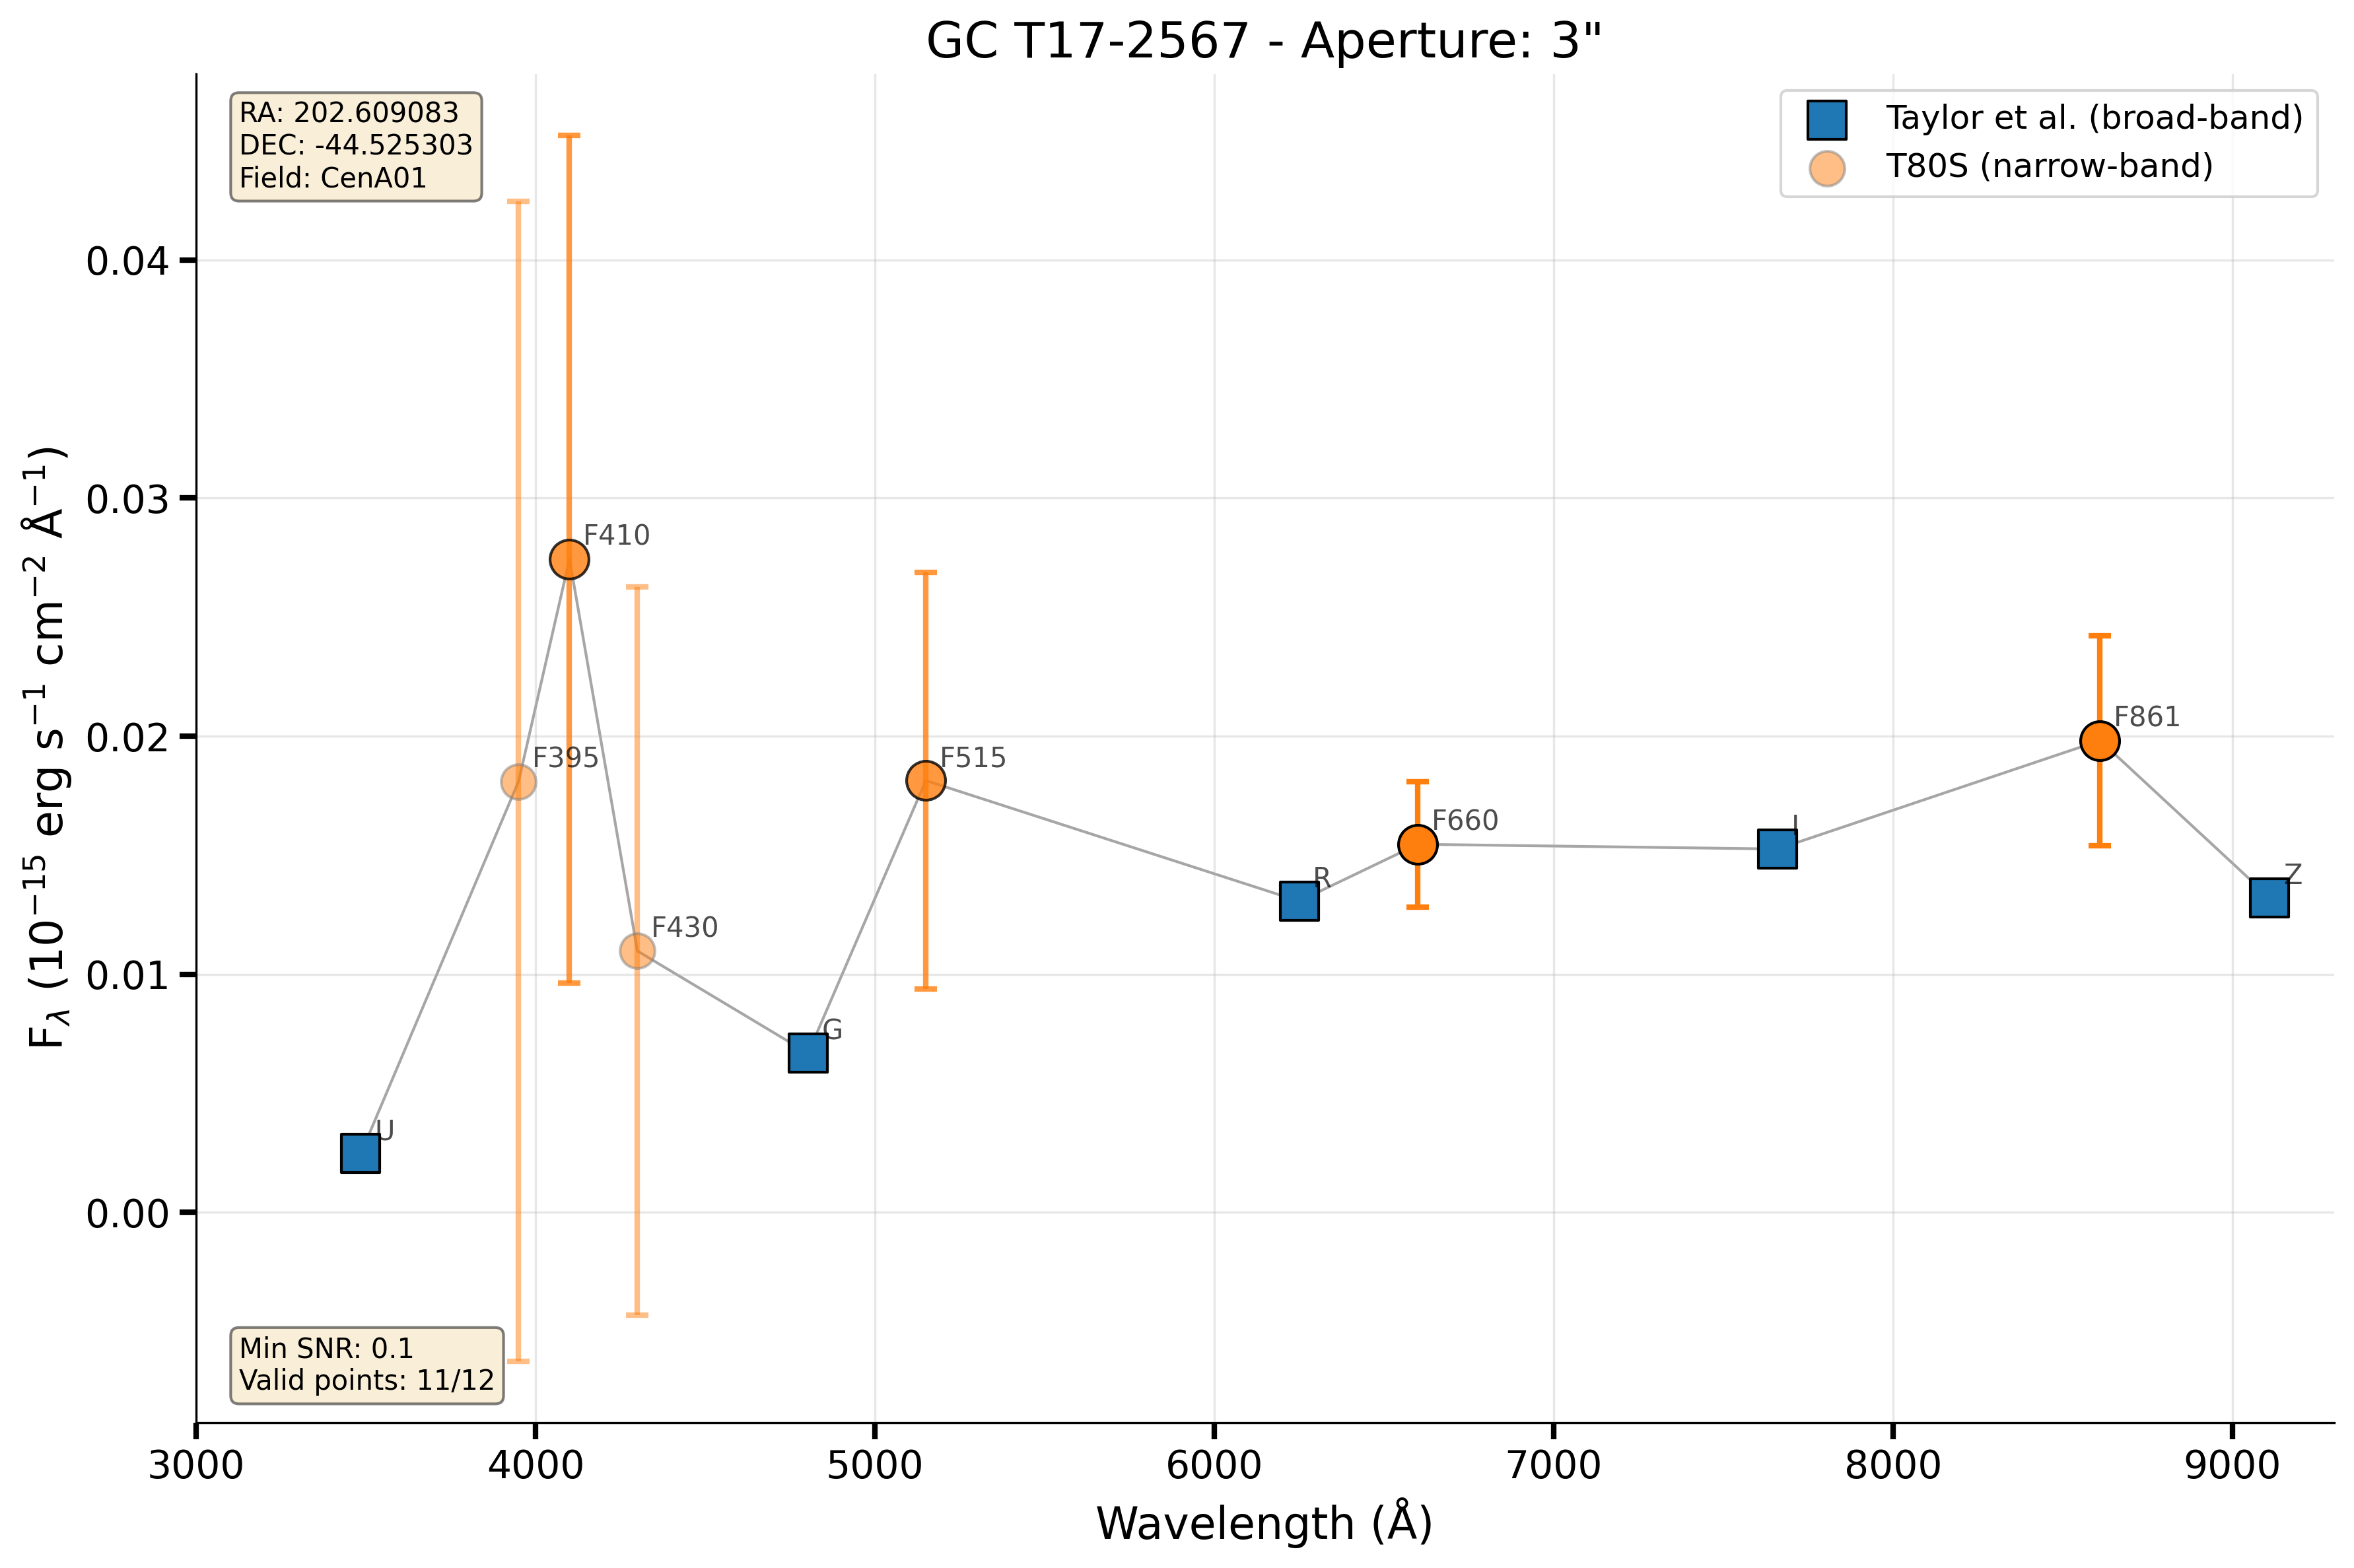 GC T17-2567 - Aperture: 3"
RA: 202.609083
DEC: -44.525303
Field: CenA01
Taylor et al. (broad-band)
T80S (narrow-band)
0.04
0.03
0.02
0.01
0.00
F_λ (10⁻¹⁵ erg s⁻¹ cm⁻² Å⁻¹)
U
F395
F410
F430
G
F515
R
F660
I
F861
Z
Min SNR: 0.1
Valid points: 11/12
3000 4000 5000 6000 7000 8000 9000
Wavelength (Å)